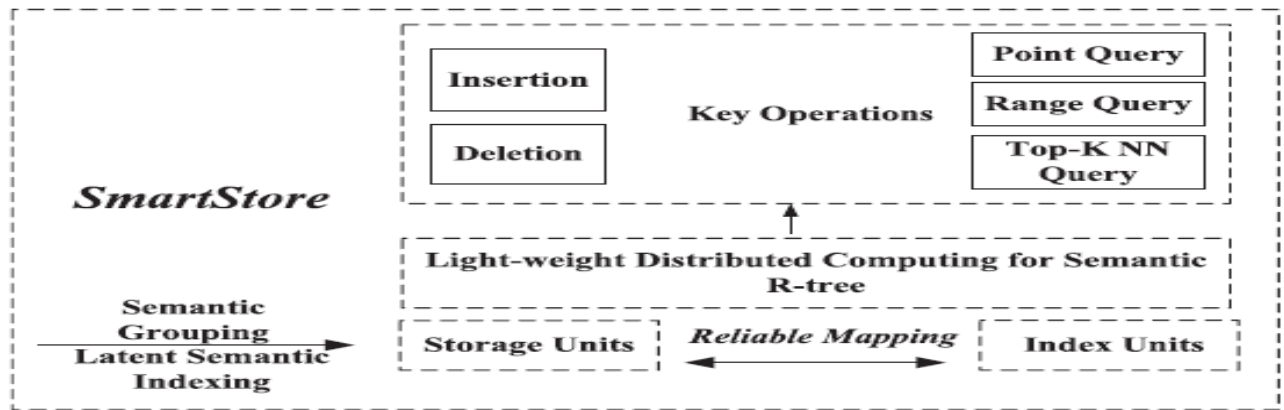 Insertion
Deletion
Key Operations
Point Query
Range Query
Top-K NN
Query
SmartStore
Light-weight Distributed Computing for Semantic
R-tree
Semantic
Grouping
Latent Semantic
Indexing
Storage Units
Reliable Mapping
Index Units